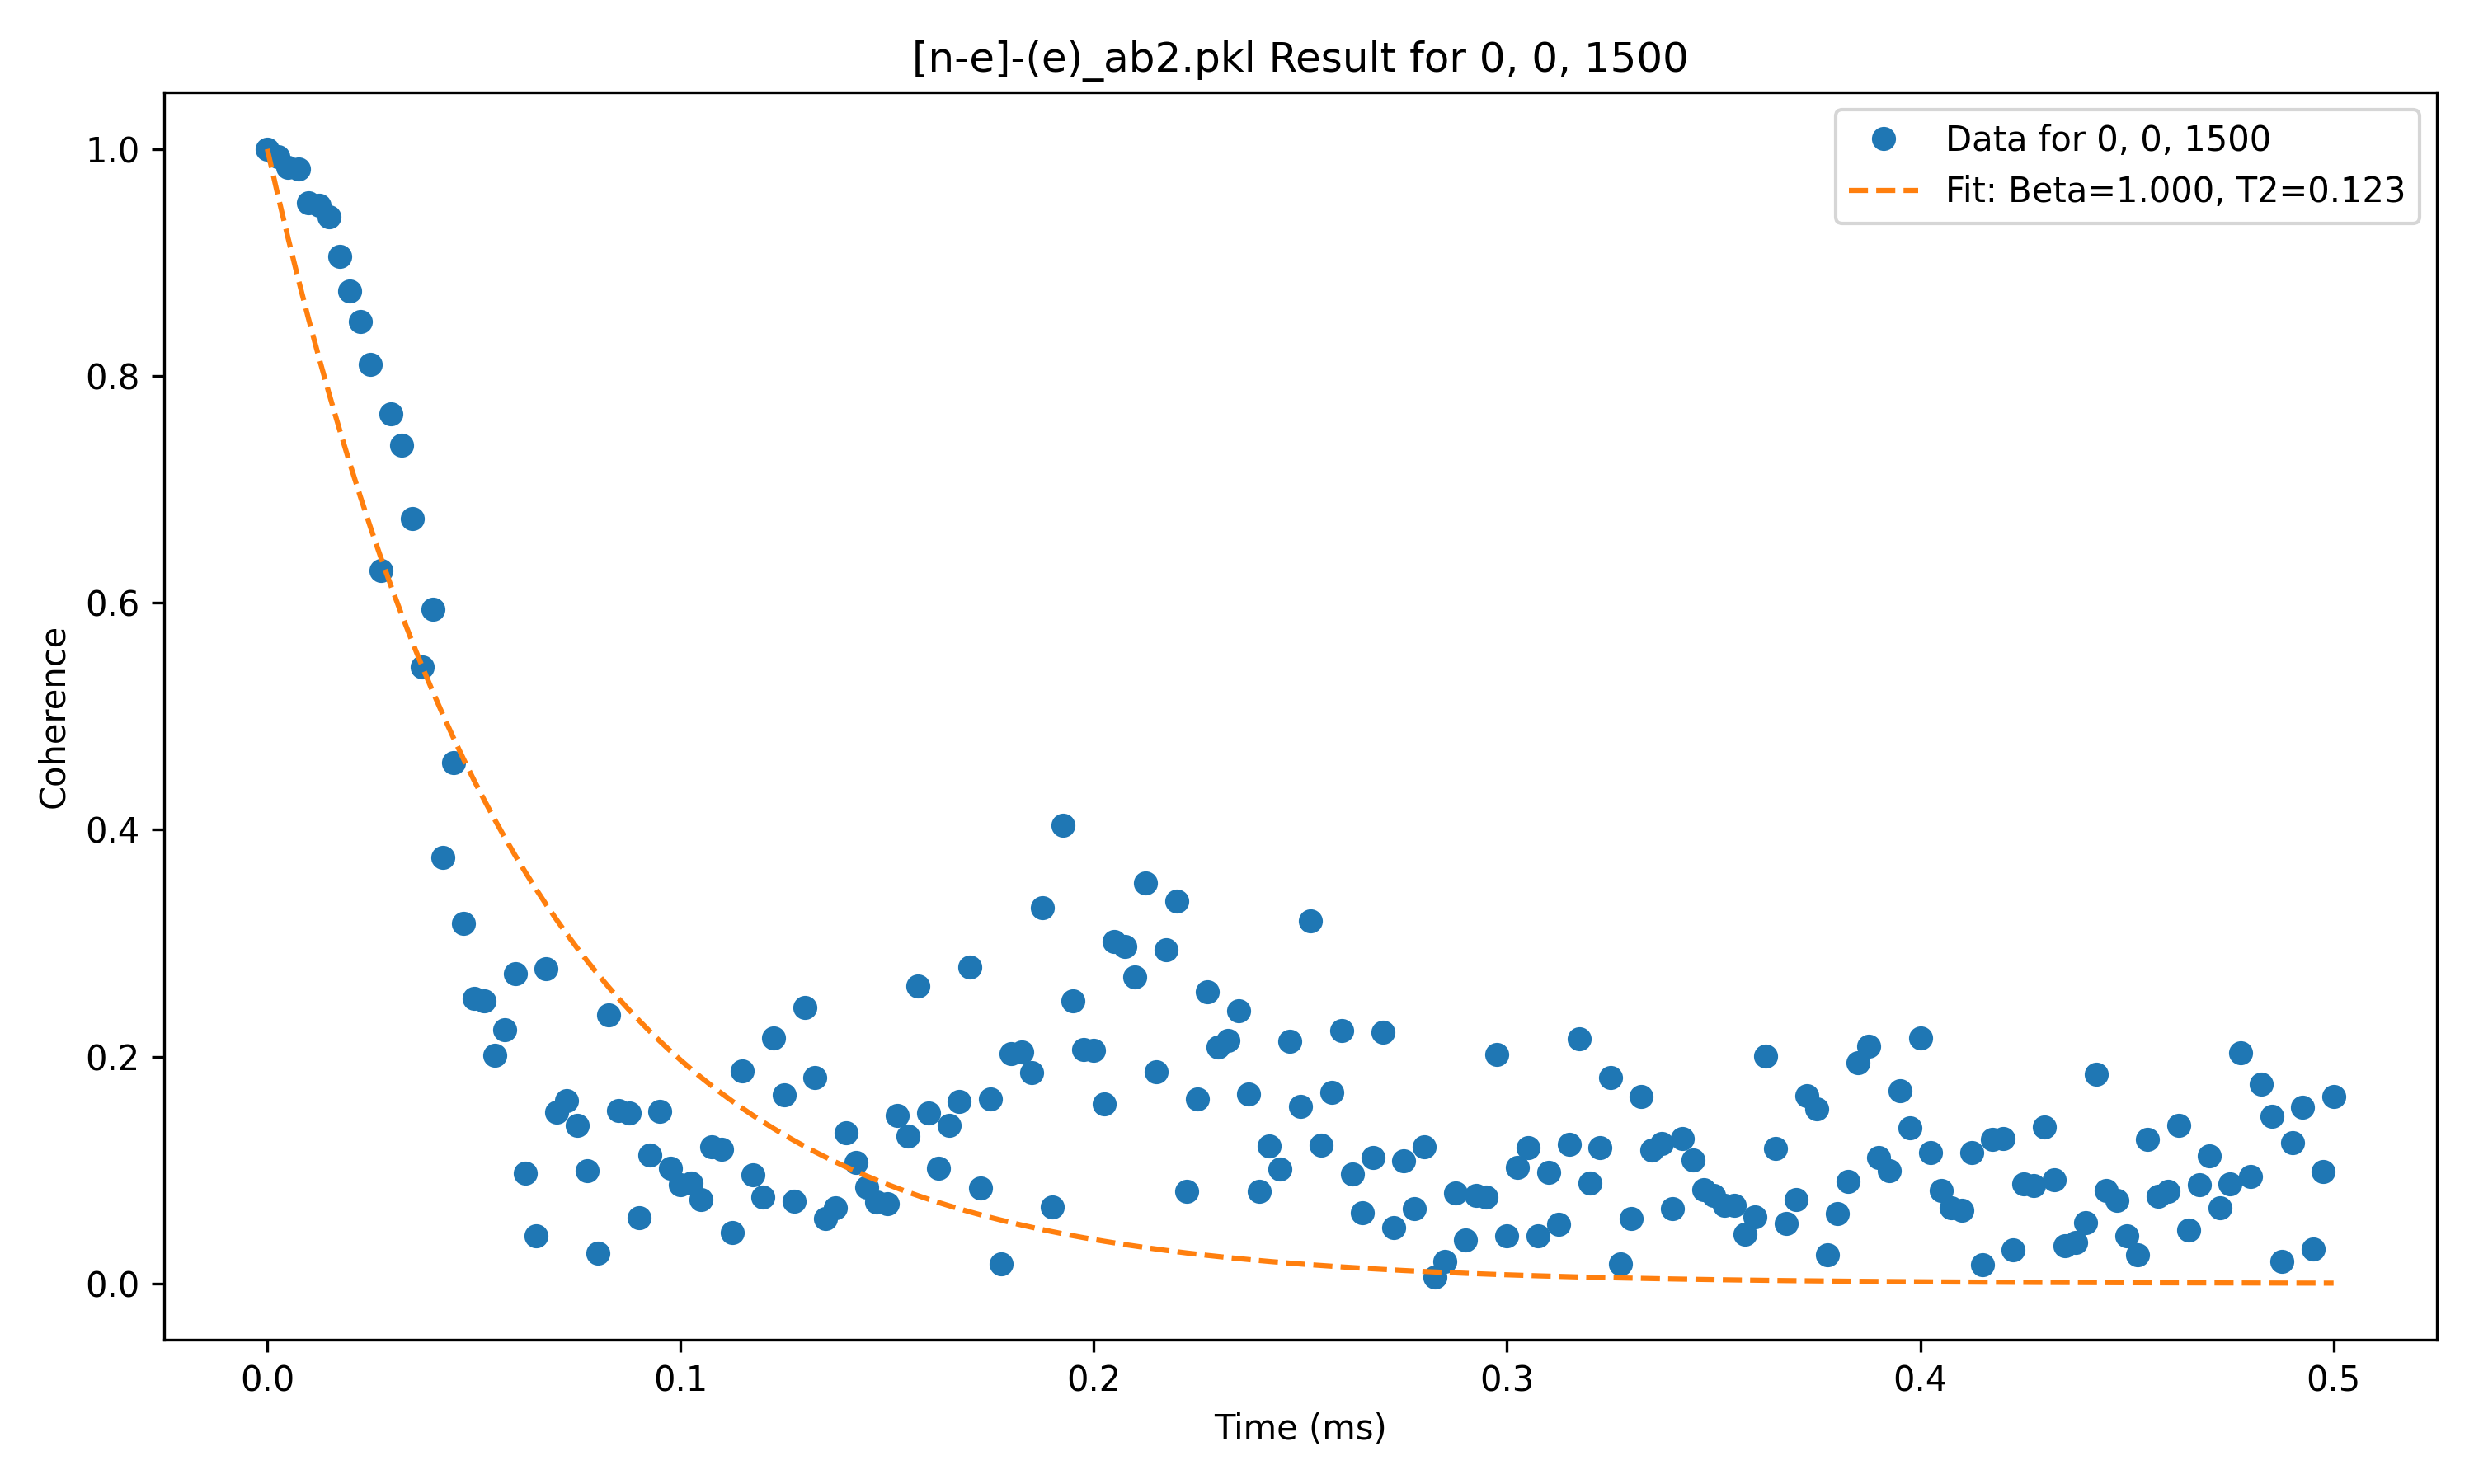 [n-e]-(e)_ab2.pkl Result for 0, 0, 1500
Data for 0, 0, 1500
Fit: Beta=1.000, T2=0.123
Coherence
1.0
0.8
0.6
0.4
0.2
0.0
0.0 0.1 0.2 0.3 0.4 0.5
Time (ms)